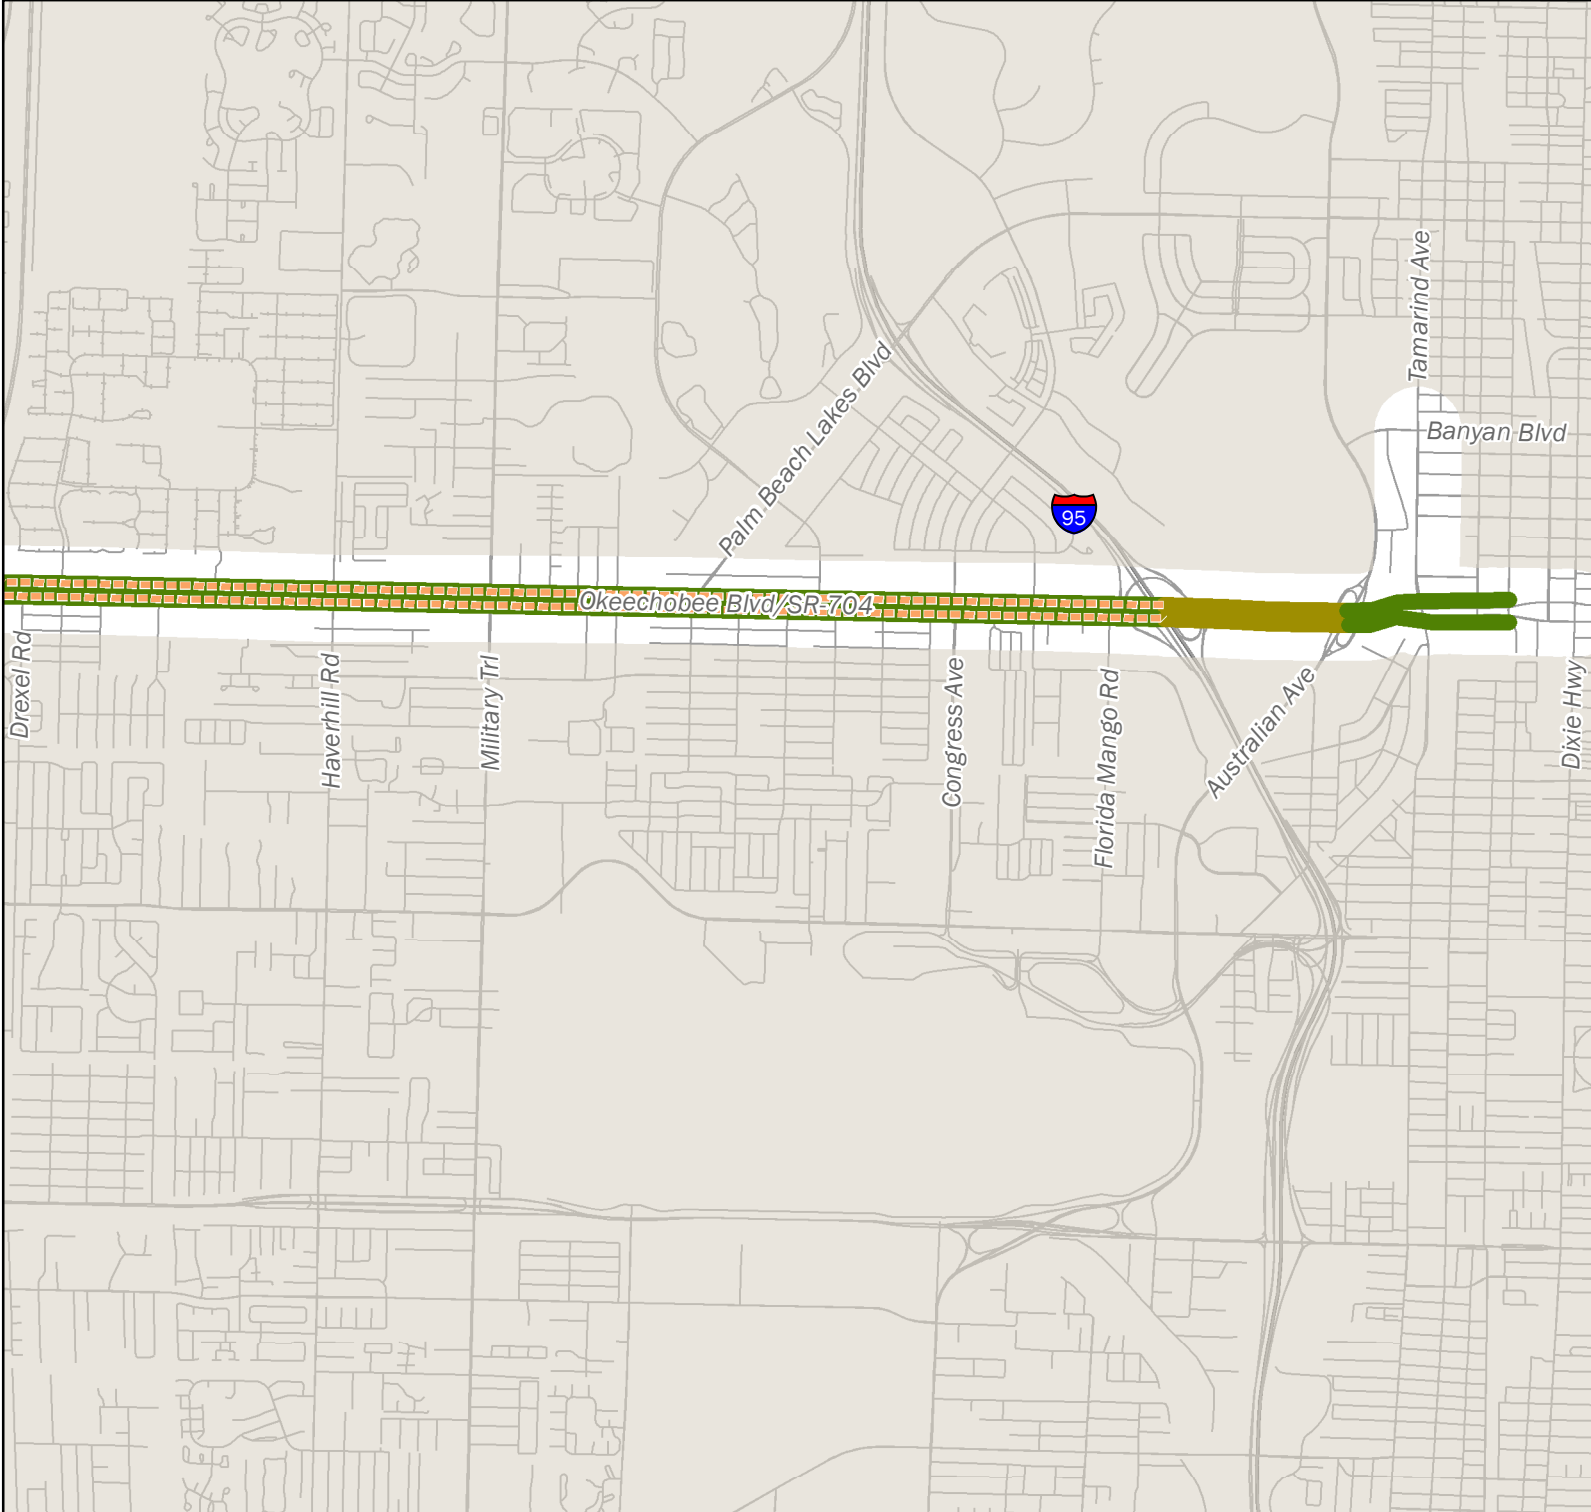 Tamarind Ave
Palm Beach Lakes Blvd
Banyan Blvd
95
Okeechobee Blvd/SR-704
Drexel Rd
Haverhill Rd
Military Trl
Congress Ave
Florida Mango Rd
Australian Ave
Dixie Hwy